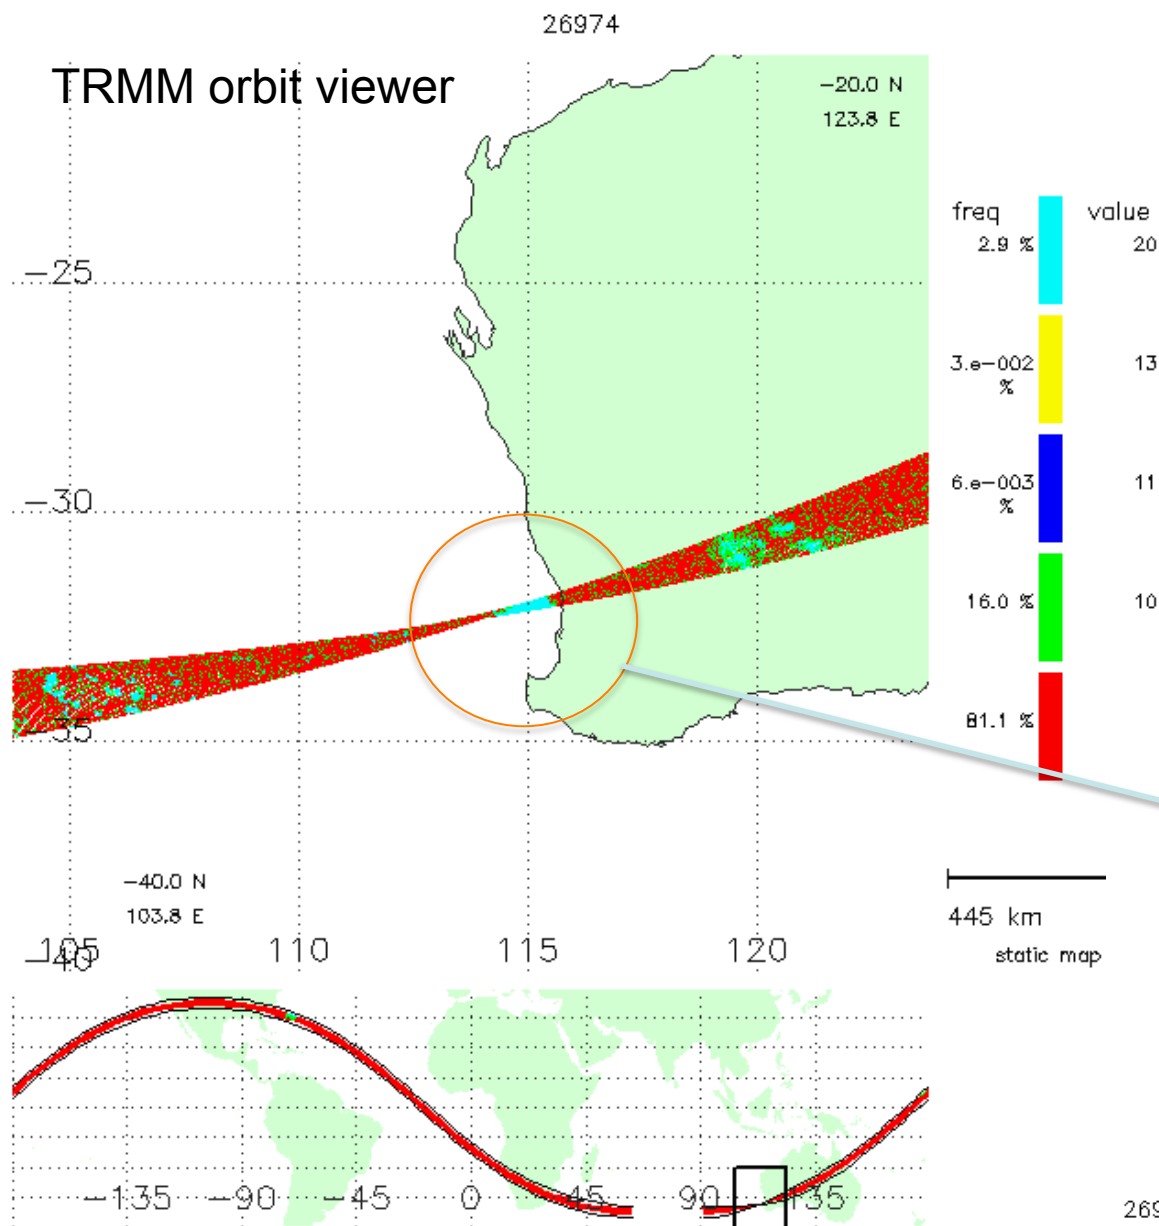 26974
TRMM orbit viewer
−20.0 N
123.8 E
freq value
2.9 % 20
−25
3.e−002
%
13
6.e−003
%
11
−30
16.0 % 10
81.1 %
−35
−40.0 N
103.8 E
445 km
static map
−40
105 110 115 120
−135 −90 −45 0 45 90 135
269